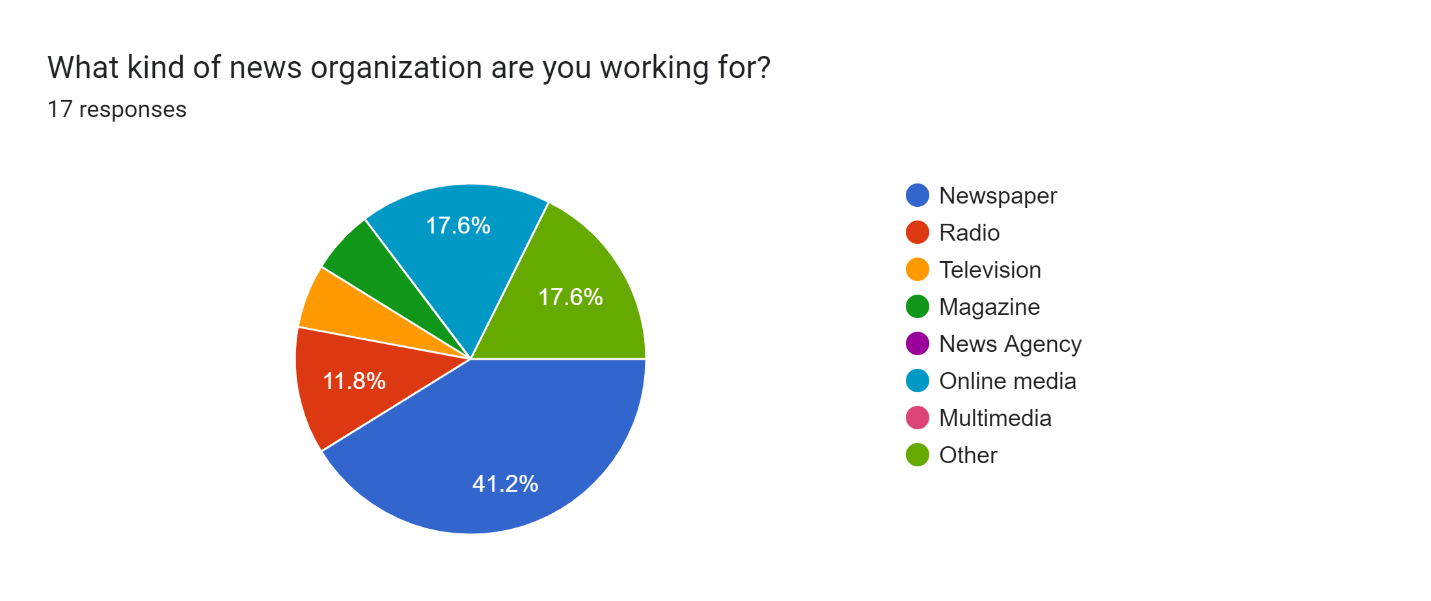 What kind of news organization are you working for?
17 responses
17.6%
17.6%
11.8%
41.2%
Newspaper
Radio
Television
Magazine
News Agency
Online media
Multimedia
Other